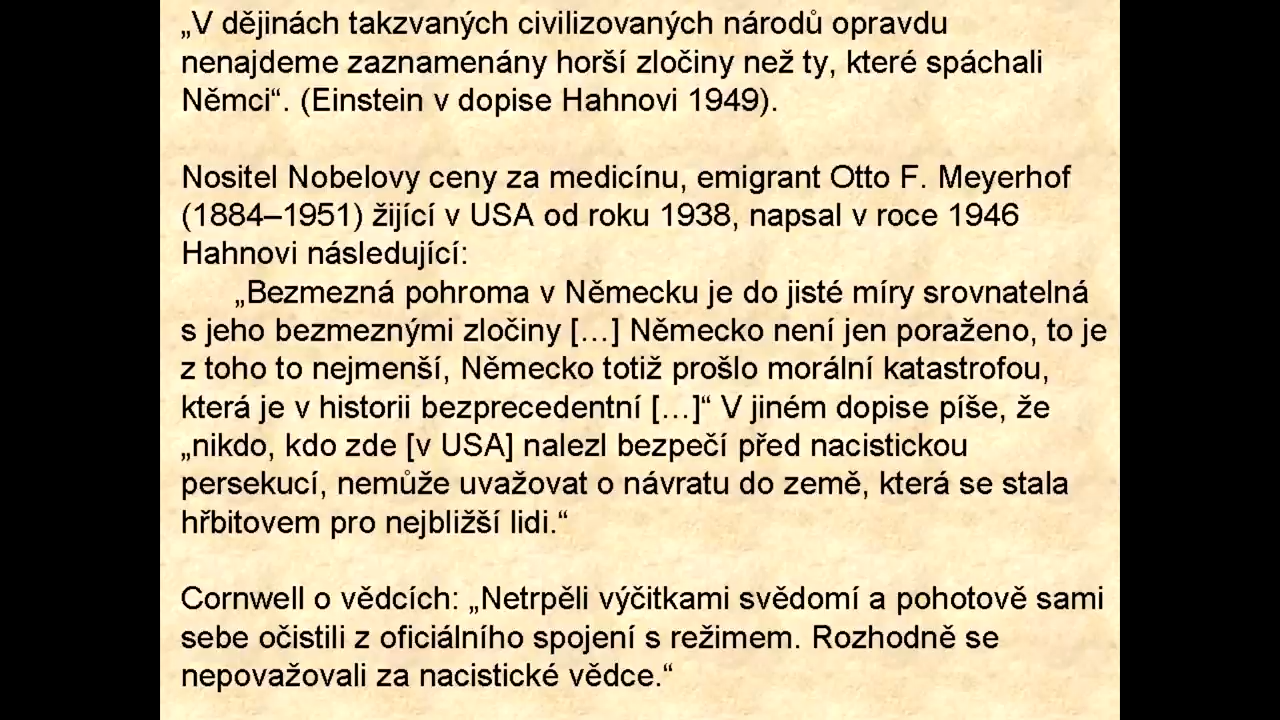 „V dějinách takzvaných civilizovaných národů opravdu
nenajdeme zaznamenány horší zločiny než ty, které spáchali
Němci“. (Einstein v dopise Hahnovi 1949).
Nositel Nobelovy ceny za medicínu, emigrant Otto F. Meyerhof
(1884–1951) žijící v USA od roku 1938, napsal v roce 1946
Hahnovi následující:
„Bezmezná pohroma v Německu je do jisté míry srovnatelná
s jeho bezmeznými zločiny […] Německo není jen poraženo, to je
z toho to nejmenší, Německo totiž prošlo morální katastrofou,
která je v historii bezprecedentní […]“ V jiném dopise píše, že
„nikdo, kdo zde [v USA] nalezl bezpečí před nacistickou
persekucí, nemůže uvažovat o návratu do země, která se stala
hřbitovem pro nejbližší lidi.“
Cornwell o vědcích: „Netrpěli výčitkami svědomí a pohotově sami
sebe očistili z oficiálního spojení s režimem. Rozhodně se
nepovažovali za nacistické vědce.“